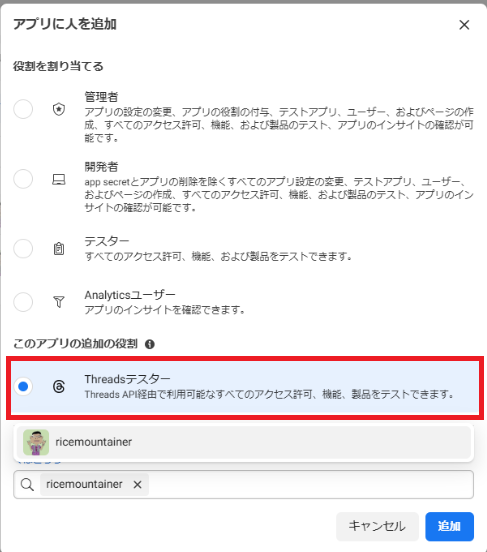 アプリに人を追加
役割を割り当てる
管理者
アプリの設定の変更、アプリの役割の付与、テストアプリ、ユーザー、およびページの作
成、すべてのアクセス許可、機能、および製品のテスト、アプリのインサイトの確認が可
能です。
開発者
app secretとアプリの削除を除くすべてのアプリ設定の変更、テストアプリ、ユーザー、
およびページの作成、すべてのアクセス許可、機能、および製品のテスト、アプリのイン
サイトの確認が可能です。
テスター
すべてのアクセス許可、機能、および製品をテストできます。
Analyticsユーザー
アプリのインサイトを確認できます。
このアプリの追加の役割
Threadsテスター
Threads API経由で利用可能なすべてのアクセス許可、機能、製品をテストできます。
ricemountainer
ricemountainer
キャンセル
追加